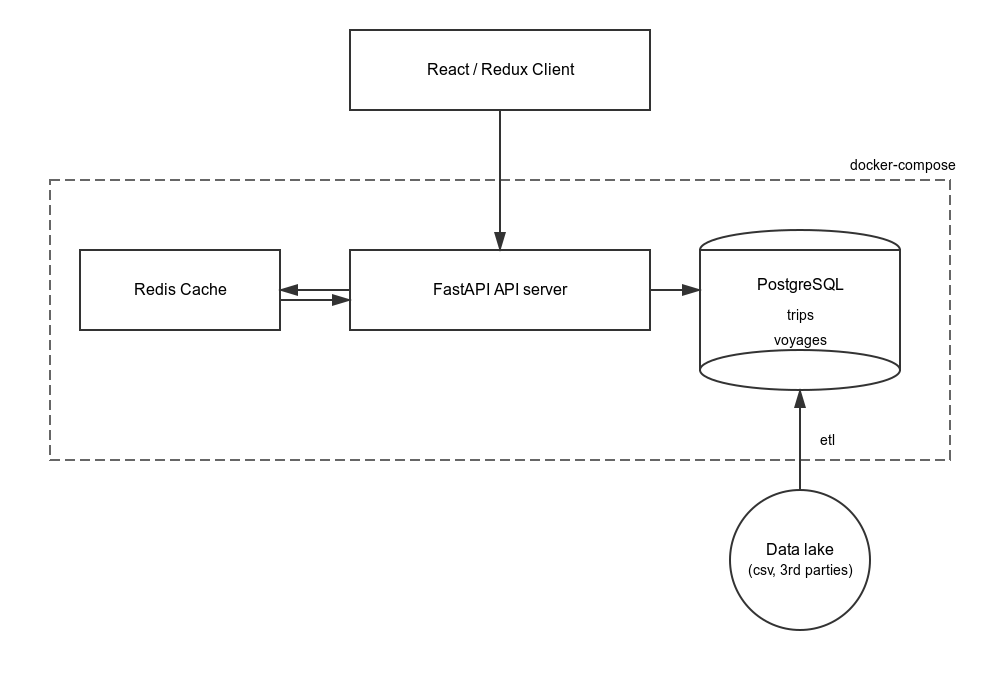 React / Redux Client
docker-compose
Redis Cache
FastAPI API server
PostgreSQL
trips
voyages
etl
Data lake
(csv, 3rd parties)